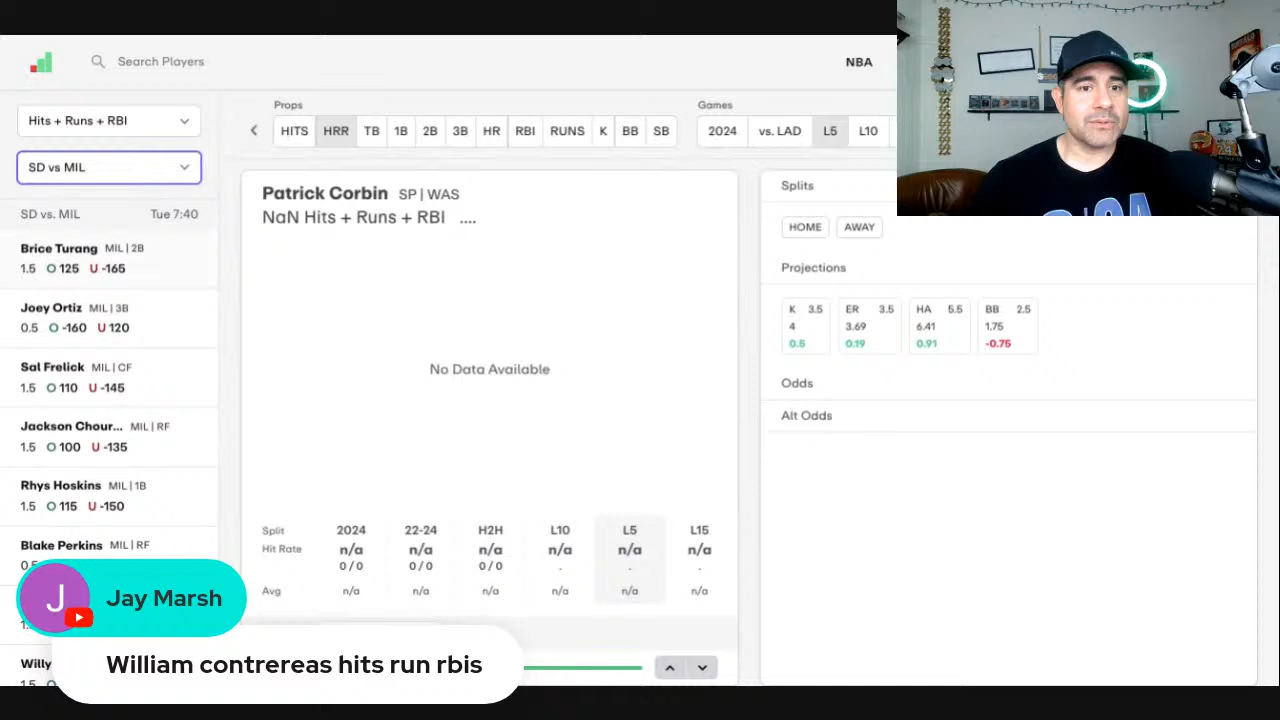 Search Players
NBA
Hits + Runs + RBI
SD vs MIL
SD vs. MIL Tue 7:40
Brice Turang MIL | 2B
1.5 O 125 U -165
Joey Ortiz MIL | 3B
0.5 O -160 U 120
Sal Frelick MIL | CF
1.5 O 110 U -145
Jackson Chour... MIL | RF
1.5 O 100 U -135
Rhys Hoskins MIL | 1B
1.5 O 115 U -150
Blake Perkins MIL | RF
Willy
Props
HITS HRR TB 1B 2B 3B HR RBI RUNS K BB SB
Games
2024 vs. LAD L5 L10
Patrick Corbin SP | WAS
NaN Hits + Runs + RBI ....
No Data Available
Split 2024 22-24 H2H L10 L5 L15
Hit Rate n/a n/a n/a n/a n/a n/a
0 / 0 0 / 0 0 / 0 - - -
Avg n/a n/a n/a n/a n/a n/a
Splits
HOME AWAY
Projections
K 3.5 ER 3.5 HA 5.5 BB 2.5
4 3.69 6.41 1.75
0.5 0.19 0.91 -0.75
Odds
Alt Odds
J
Jay Marsh
William contrereas hits run rbis